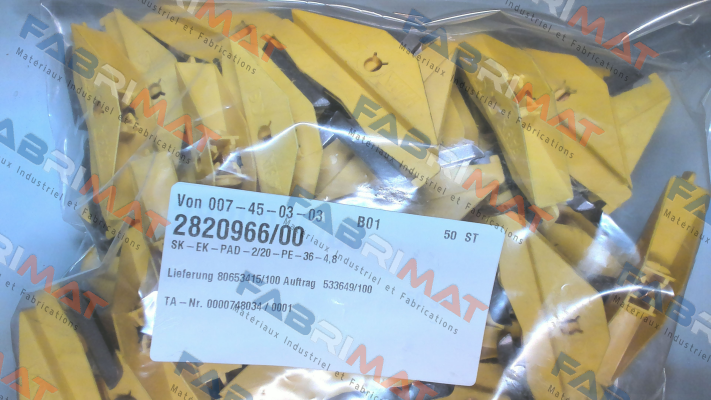 Von 007-45-03-03 B01 50 ST
2820966/00
SK-EK-PAD-2/20-PE-36-4,8
Lieferung 80653415/100 Auftrag 533649/100
TA-Nr. 0000748034 / 0001
FABRIMAT
Matériaux Industriel et Fabrications